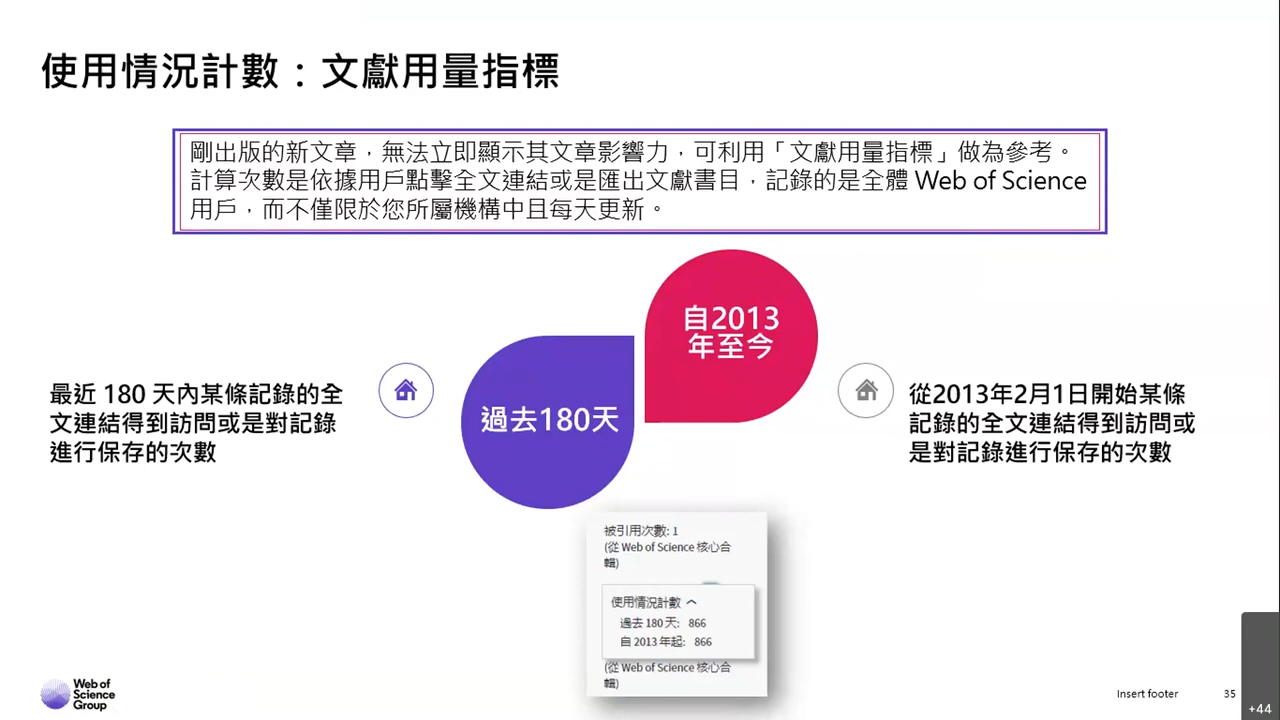 使用情況計數：文獻用量指標
剛出版的新文章，無法立即顯示其文章影響力，可利用「文獻用量指標」做為參考。
計算次數是依據用戶點擊全文連結或是匯出文獻書目，記錄的是全體 Web of Science
用戶，而不僅限於您所屬機構中且每天更新。
自2013
年至今
過去180天
最近 180 天內某條記錄的全
文連結得到訪問或是對記錄
進行保存的次數
從2013年2月1日開始某條
記錄的全文連結得到訪問或
是對記錄進行保存的次數
被引用次數: 1
(從 Web of Science 核心合
輯)
使用情況計數
過去 180 天: 866
自 2013 年起: 866
(從 Web of Science 核心合
輯)
Web of
Science
Group
Insert footer
35
+44